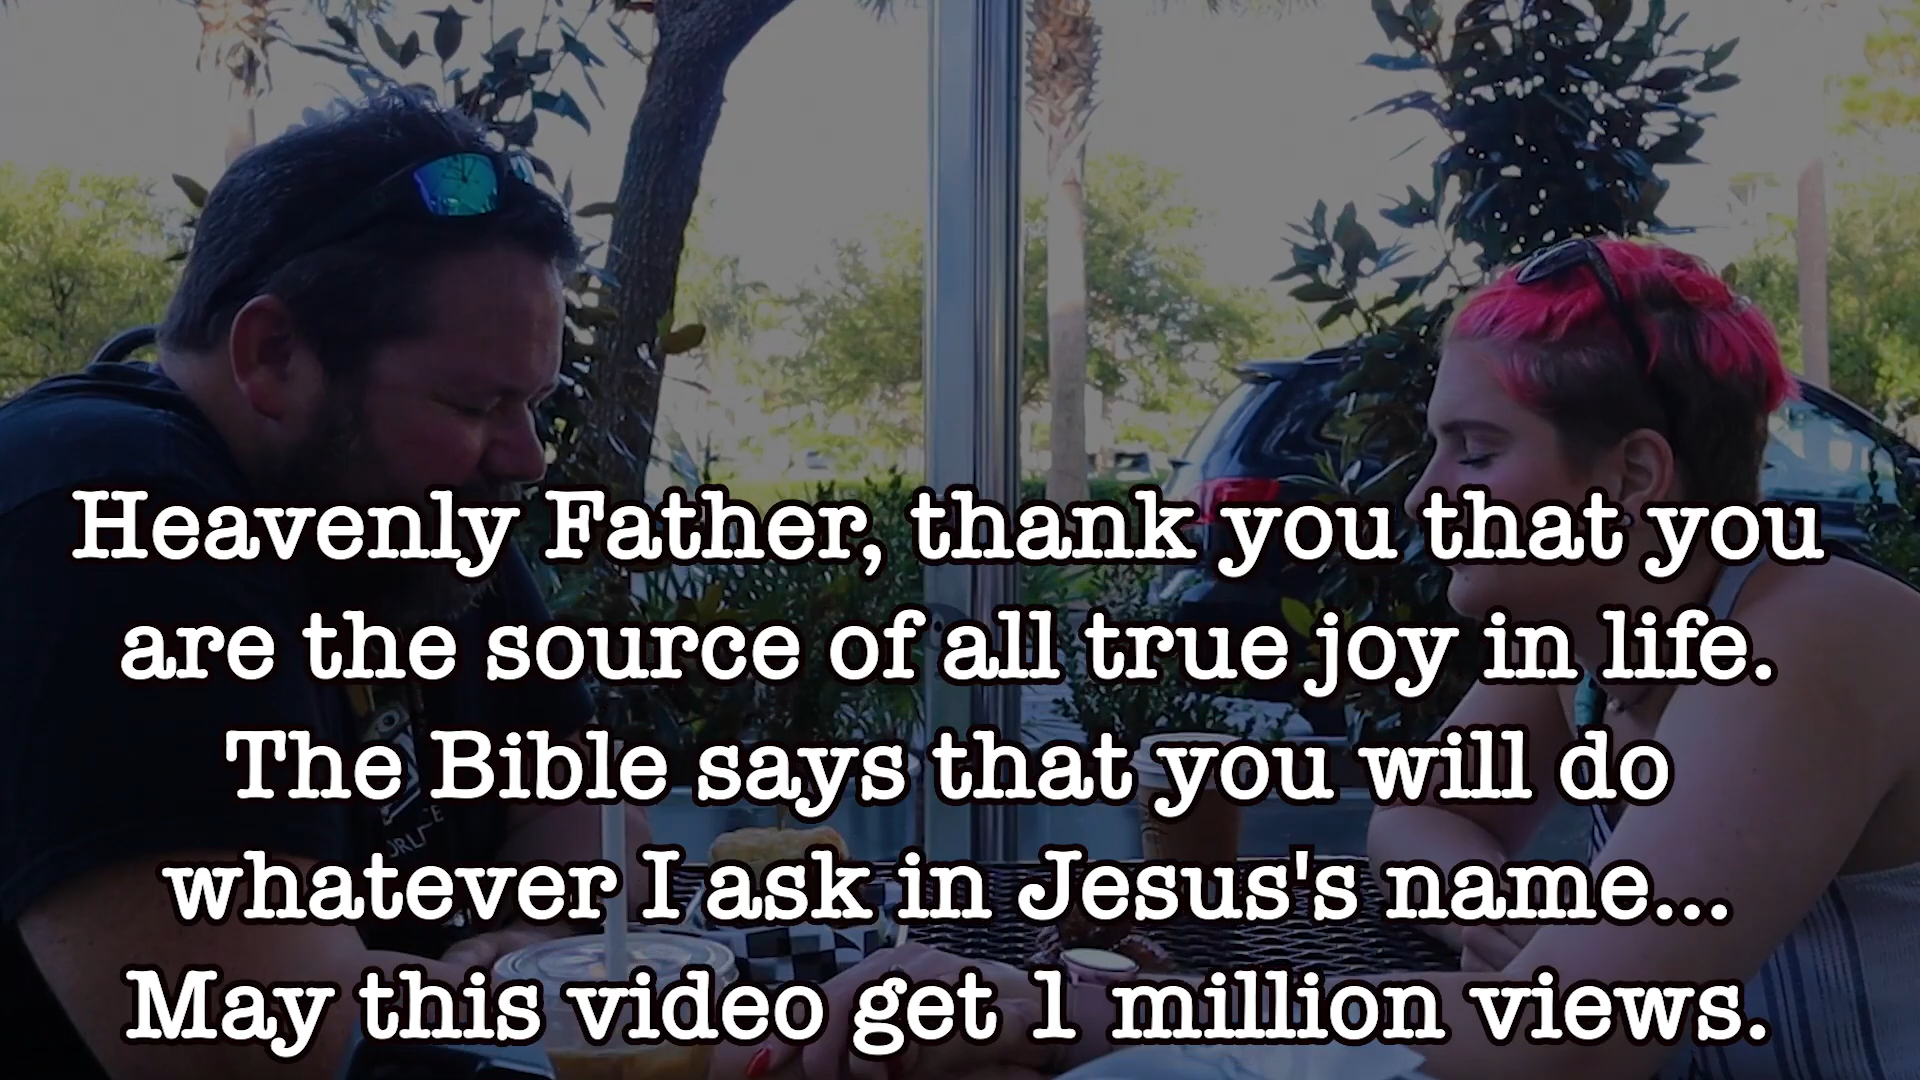 Heavenly Father, thank you that you
are the source of all true joy in life.
The Bible says that you will do
whatever I ask in Jesus's name...
May this video get 1 million views.